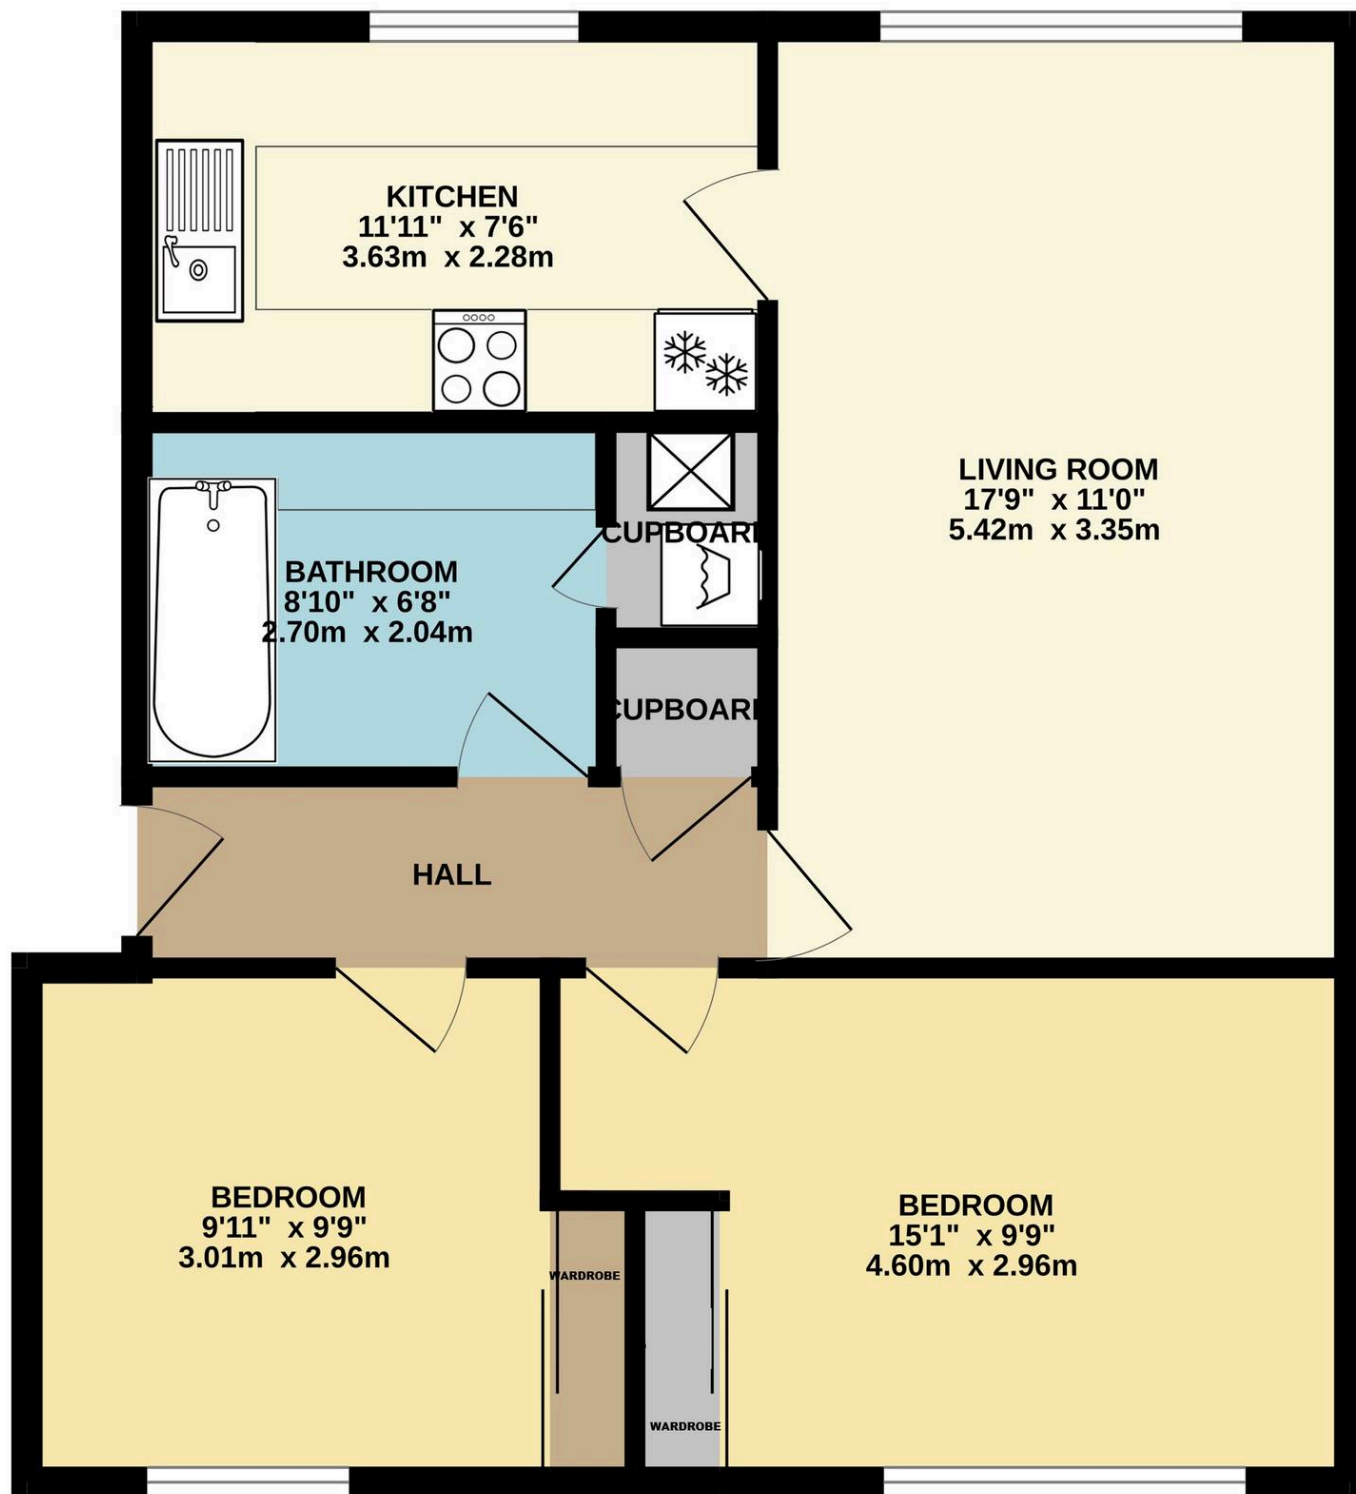 KITCHEN
11'11" x 7'6"
3.63m x 2.28m
LIVING ROOM
17'9" x 11'0"
5.42m x 3.35m
CUPBOARD
BATHROOM
8'10" x 6'8"
2.70m x 2.04m
CUPBOARD
HALL
BEDROOM
9'11" x 9'9"
3.01m x 2.96m
BEDROOM
15'1" x 9'9"
4.60m x 2.96m
WARDROBE
WARDROBE